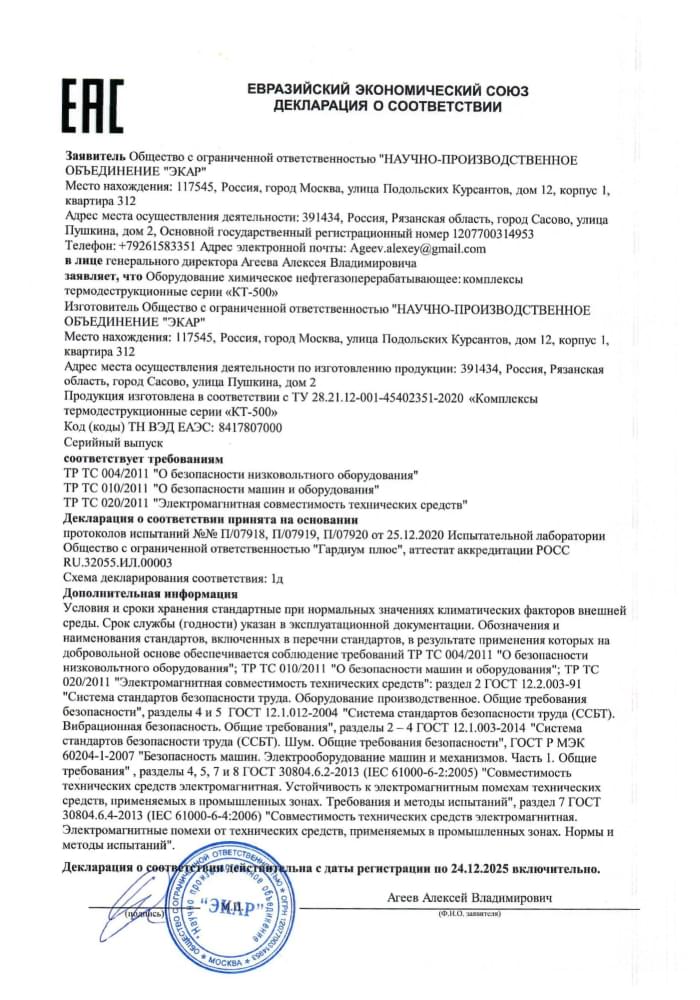 EAC
ЕВРАЗИЙСКИЙ ЭКОНОМИЧЕСКИЙ СОЮЗ
ДЕКЛАРАЦИЯ О СООТВЕТСТВИИ
Заявитель Общество с ограниченной ответственностью "НАУЧНО-ПРОИЗВОДСТВЕННОЕ
ОБЪЕДИНЕНИЕ "ЭКАР"
Место нахождения: 117545, Россия, город Москва, улица Подольских Курсантов, дом 12, корпус 1,
квартира 312
Адрес места осуществления деятельности: 391434, Россия, Рязанская область, город Сасово, улица
Пушкина, дом 2, Основной государственный регистрационный номер 1207700314953
Телефон: +79261583351 Адрес электронной почты: Ageev.alexey@gmail.com
в лице генерального директора Агеева Алексея Владимировича
заявляет, что Оборудование химическое нефтегазоперерабатывающее: комплексы
термодеструкционные серии «КТ-500»
Изготовитель Общество с ограниченной ответственностью "НАУЧНО-ПРОИЗВОДСТВЕННОЕ
ОБЪЕДИНЕНИЕ "ЭКАР"
Место нахождения: 117545, Россия, город Москва, улица Подольских Курсантов, дом 12, корпус 1,
квартира 312
Адрес места осуществления деятельности по изготовлению продукции: 391434, Россия, Рязанская
область, город Сасово, улица Пушкина, дом 2
Продукция изготовлена в соответствии с ТУ 28.21.12-001-45402351-2020 «Комплексы
термодеструкционные серии «КТ-500»
Код (коды) ТН ВЭД ЕАЭС: 8417807000
Серийный выпуск
соответствует требованиям
ТР ТС 004/2011 "О безопасности низковольтного оборудования"
ТР ТС 010/2011 "О безопасности машин и оборудования"
ТР ТС 020/2011 "Электромагнитная совместимость технических средств"
Декларация о соответствии принята на основании
протоколов испытаний №№ П/07918, П/07919, П/07920 от 25.12.2020 Испытательной лаборатории
Общество с ограниченной ответственностью "Гардиум плюс", аттестат аккредитации РОСС
RU.32055.ИЛ.00003
Схема декларирования соответствия: 1д
Дополнительная информация
Условия и сроки хранения стандартные при нормальных значениях климатических факторов внешней
среды. Срок службы (годности) указан в эксплуатационной документации. Обозначения и
наименования стандартов, включенных в перечни стандартов, в результате применения которых на
добровольной основе обеспечивается соблюдение требований ТР ТС 004/2011 "О безопасности
низковольтного оборудования"; ТР ТС 010/2011 "О безопасности машин и оборудования"; ТР ТС
020/2011 "Электромагнитная совместимость технических средств": раздел 2 ГОСТ 12.2.003-91
"Система стандартов безопасности труда. Оборудование производственное. Общие требования
безопасности", разделы 4 и 5 ГОСТ 12.1.012-2004 "Система стандартов безопасности труда (ССБТ).
Вибрационная безопасность. Общие требования", разделы 2 – 4 ГОСТ 12.1.003-2014 "Система
стандартов безопасности труда (ССБТ). Шум. Общие требования безопасности", ГОСТ Р МЭК
60204-1-2007 "Безопасность машин. Электрооборудование машин и механизмов. Часть 1. Общие
требования" , разделы 4, 5, 7 и 8 ГОСТ 30804.6.2-2013 (IEC 61000-6-2:2005) "Совместимость
технических средств электромагнитная. Устойчивость к электромагнитным помехам технических
средств, применяемых в промышленных зонах. Требования и методы испытаний", раздел 7 ГОСТ
30804.6.4-2013 (IEC 61000-6-4:2006) "Совместимость технических средств электромагнитная.
Электромагнитные помехи от технических средств, применяемых в промышленных зонах. Нормы и
методы испытаний".
Декларация о соответствии действительна с даты регистрации по 24.12.2025 включительно.
Агеев Алексей Владимирович
(подпись)
М.П.
(Ф.И.О. заявителя)
ОБЩЕСТВО С ОГРАНИЧЕННОЙ ОТВЕТСТВЕННОСТЬЮ * ОГРН 1207700314953 * МОСКВА *
"Научно производственное объединение
"ЭКАР"